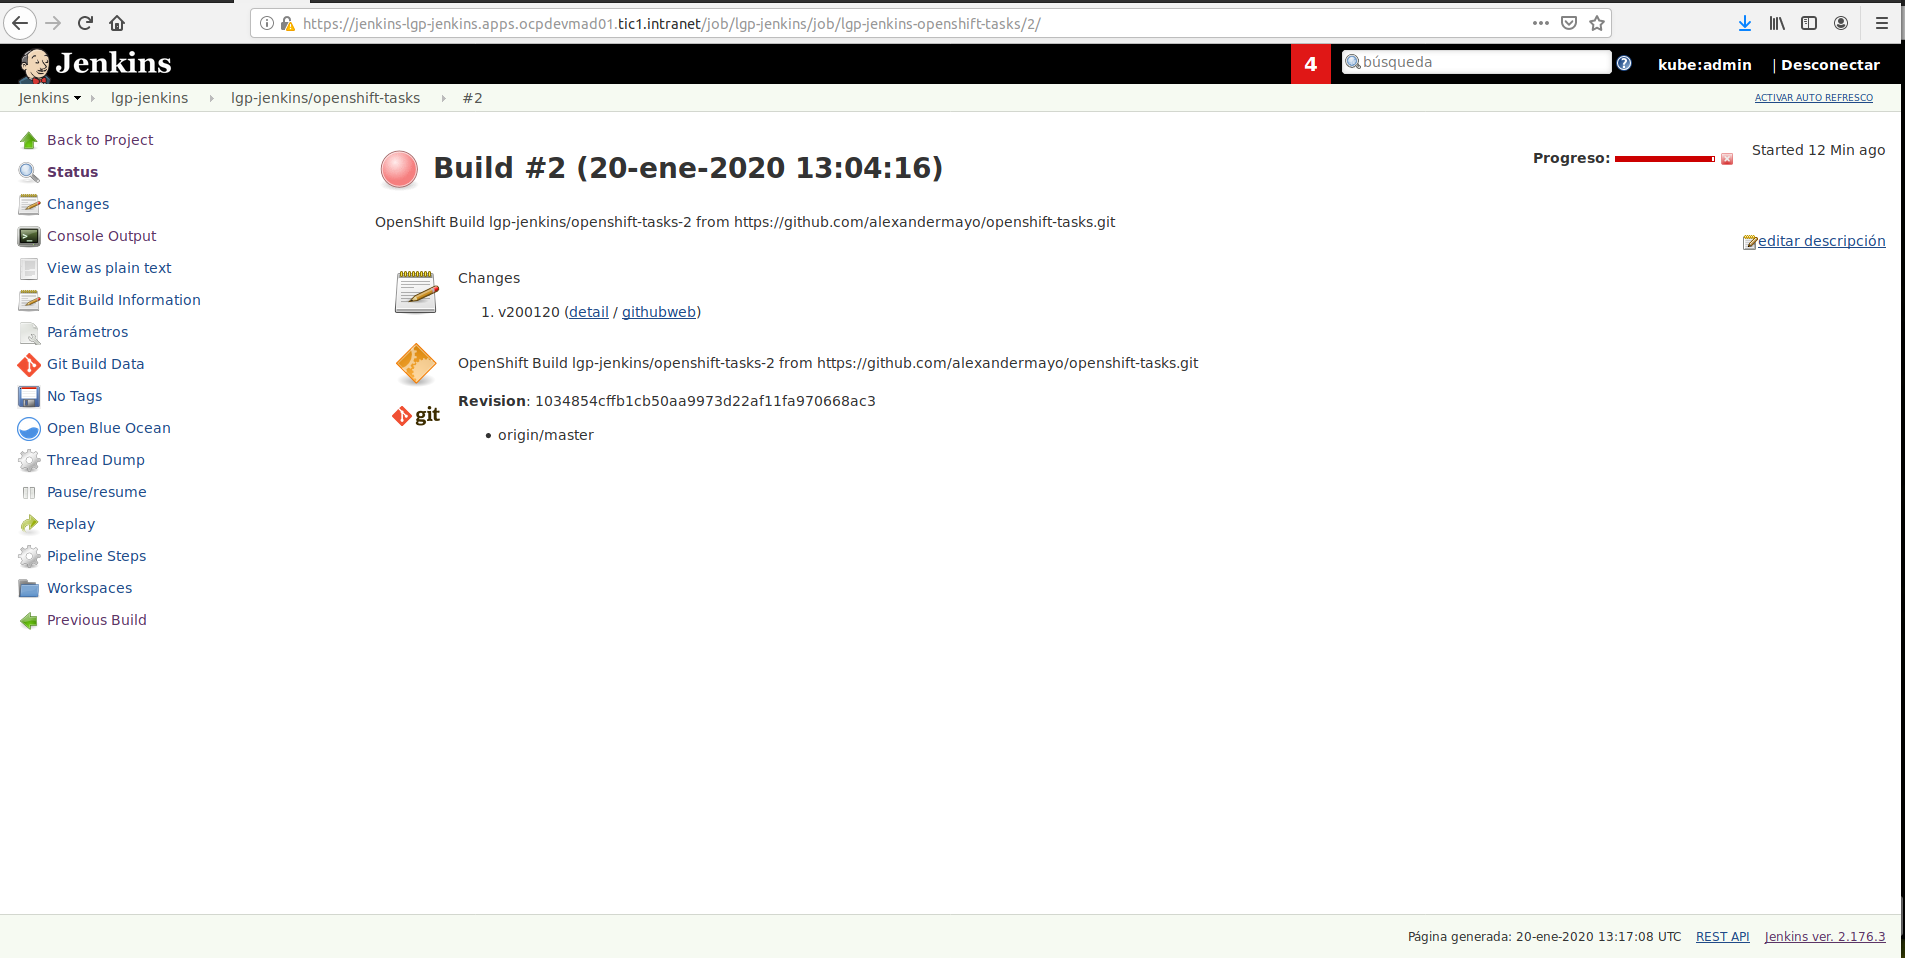 https://jenkins-lgp-jenkins.apps.ocpdevmad01.tic1.intranet/job/lgp-jenkins/job/lgp-jenkins-openshift-tasks/2/
Jenkins
4
búsqueda
kube:admin
| Desconectar
Jenkins
lgp-jenkins
lgp-jenkins/openshift-tasks
#2
ACTIVAR AUTO REFRESCO
Back to Project
Status
Changes
Console Output
View as plain text
Edit Build Information
Parámetros
Git Build Data
No Tags
Open Blue Ocean
Thread Dump
Pause/resume
Replay
Pipeline Steps
Workspaces
Previous Build
Build #2 (20-ene-2020 13:04:16)
Progreso:
Started 12 Min ago
OpenShift Build lgp-jenkins/openshift-tasks-2 from https://github.com/alexandermayo/openshift-tasks.git
editar descripción
Changes
1. v200120 (detail / githubweb)
OpenShift Build lgp-jenkins/openshift-tasks-2 from https://github.com/alexandermayo/openshift-tasks.git
git
Revision: 1034854cffb1cb50aa9973d22af11fa970668ac3
• origin/master
Página generada: 20-ene-2020 13:17:08 UTC
REST API
Jenkins ver. 2.176.3